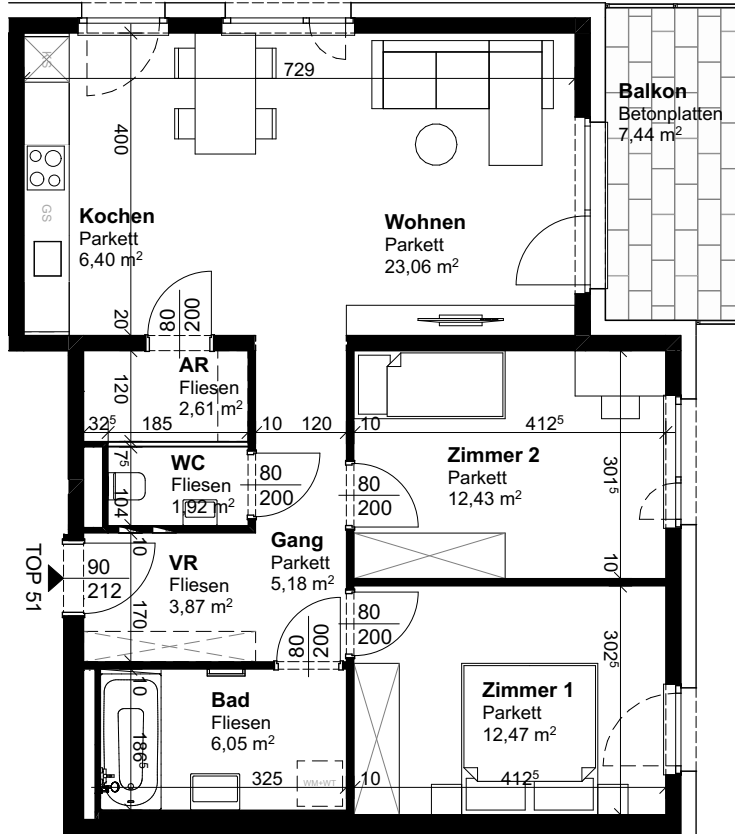 KS
729
Balkon
Betonplatten
7,44 m²
400
GS
Kochen
Parkett
6,40 m²
Wohnen
Parkett
23,06 m²
20
80
200
AR
Fliesen
2,61 m²
120
32⁵
185
10
120
10
412⁵
WC
Fliesen
1,92 m²
7⁵
104
80
200
80
200
Zimmer 2
Parkett
12,43 m²
301⁵
10
Gang
Parkett
5,18 m²
TOP 51
90
212
10
VR
Fliesen
3,87 m²
170
80
200
80
200
302⁵
10
Bad
Fliesen
6,05 m²
186⁵
325
WM+WT
10
Zimmer 1
Parkett
12,47 m²
412⁵